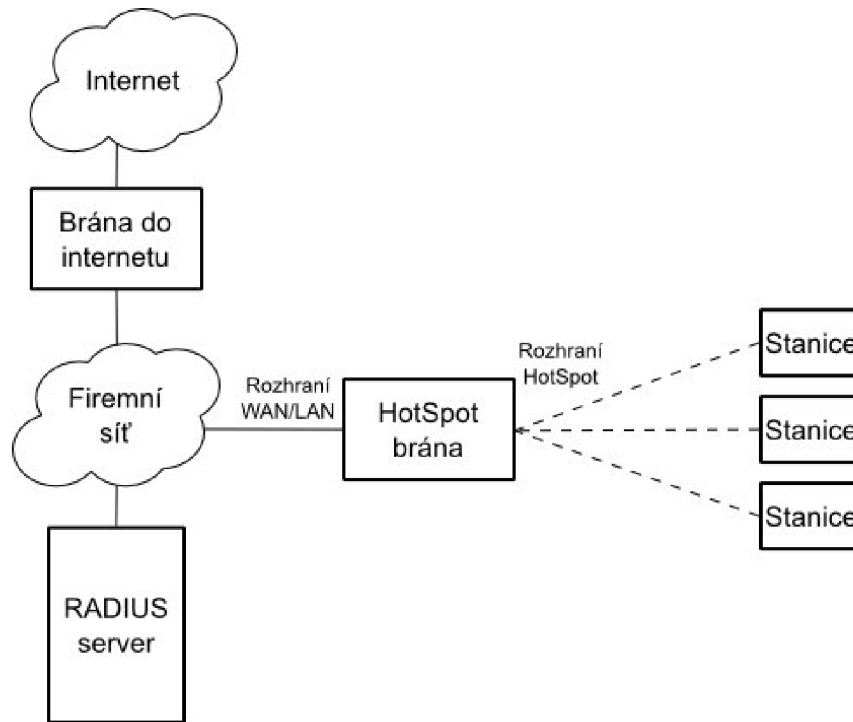 Internet
Brána do
internetu
Firemní
síť
Rozhraní
WAN/LAN
HotSpot
brána
Rozhraní
HotSpot
Stanice
Stanice
Stanice
RADIUS
server